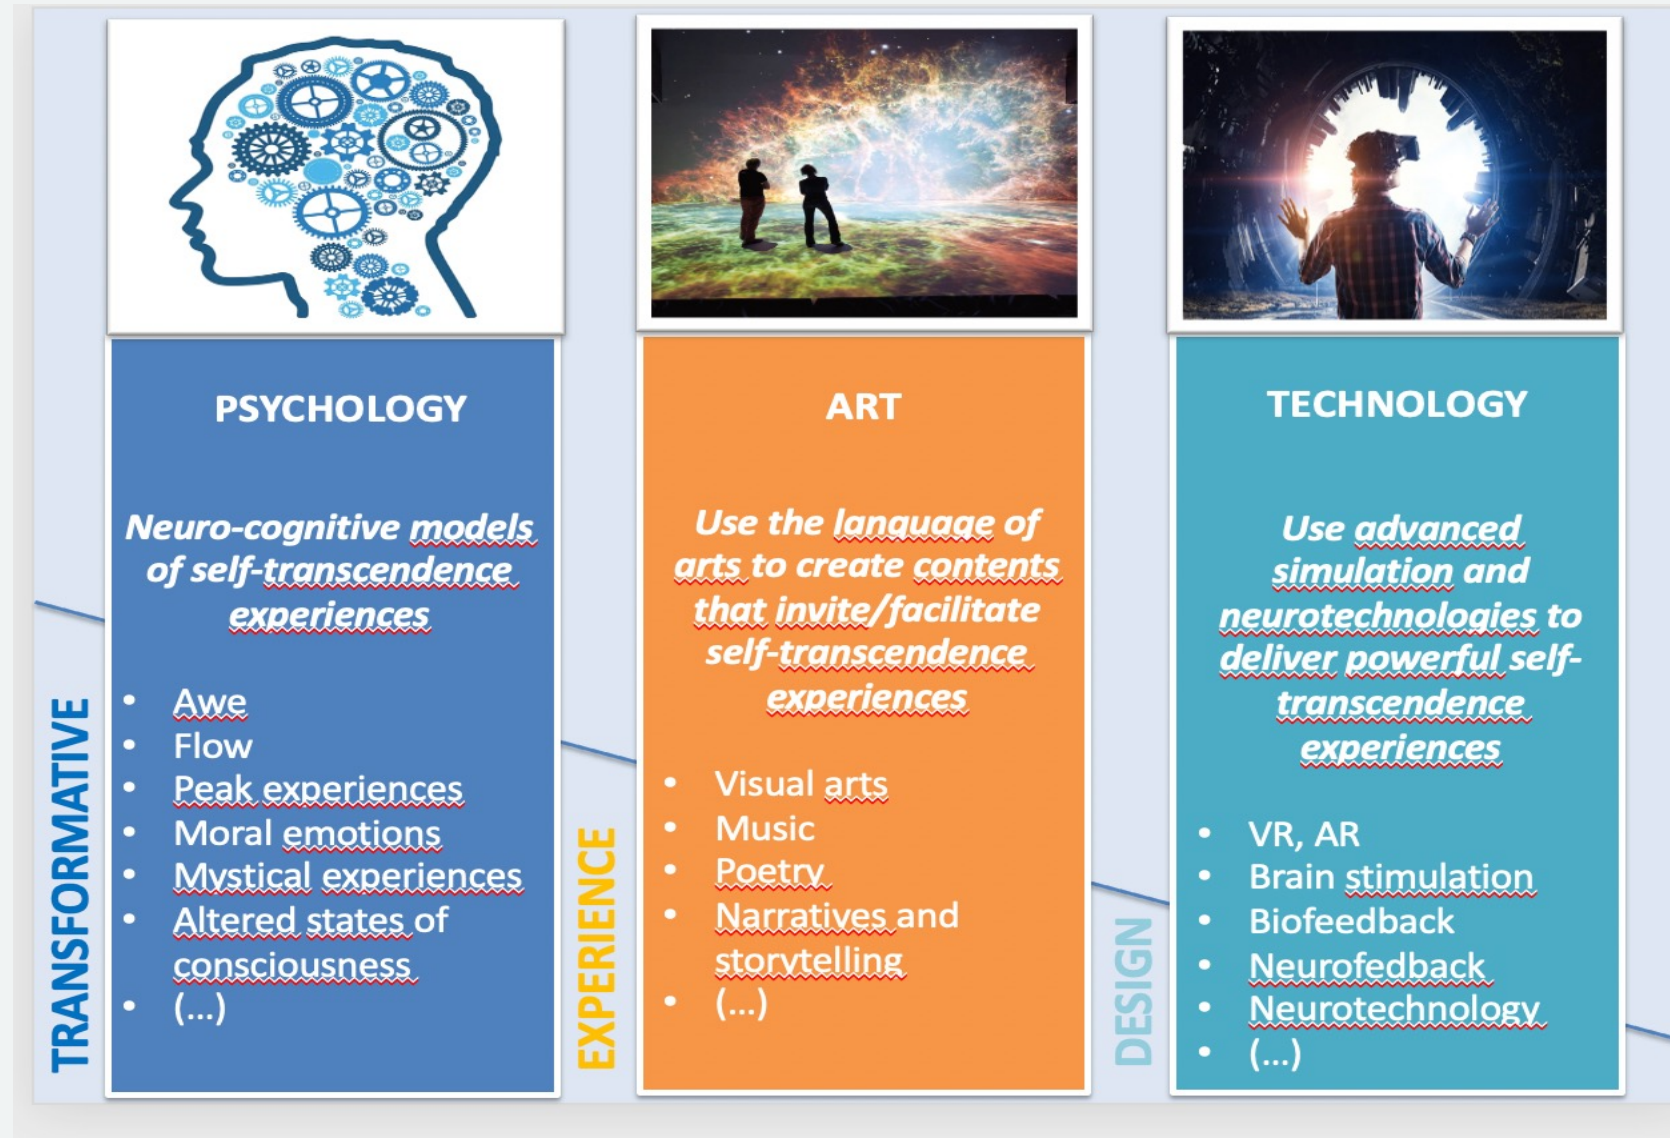 TRANSFORMATIVE
PSYCHOLOGY
Neuro-cognitive models
of self-transcendence
experiences
• Awe
• Flow
• Peak experiences
• Moral emotions
• Mystical experiences
• Altered states of
consciousness
• (...)
EXPERIENCE
ART
Use the language of
arts to create contents
that invite/facilitate
self-transcendence
experiences
• Visual arts
• Music
• Poetry
• Narratives and
storytelling
• (...)
DESIGN
TECHNOLOGY
Use advanced
simulation and
neurotechnologies to
deliver powerful self-
transcendence
experiences
• VR, AR
• Brain stimulation
• Biofeedback
• Neurofedback
• Neurotechnology
• (...)